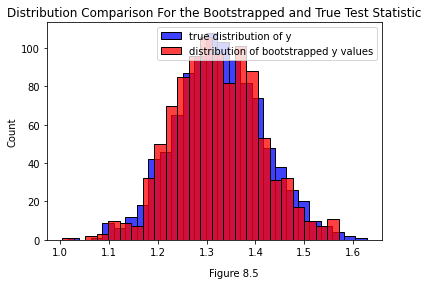 Distribution Comparison For the Bootstrapped and True Test Statistic
true distribution of y
distribution of bootstrapped y values
100
80
60
40
20
0
Count
1.0 1.1 1.2 1.3 1.4 1.5 1.6
Figure 8.5